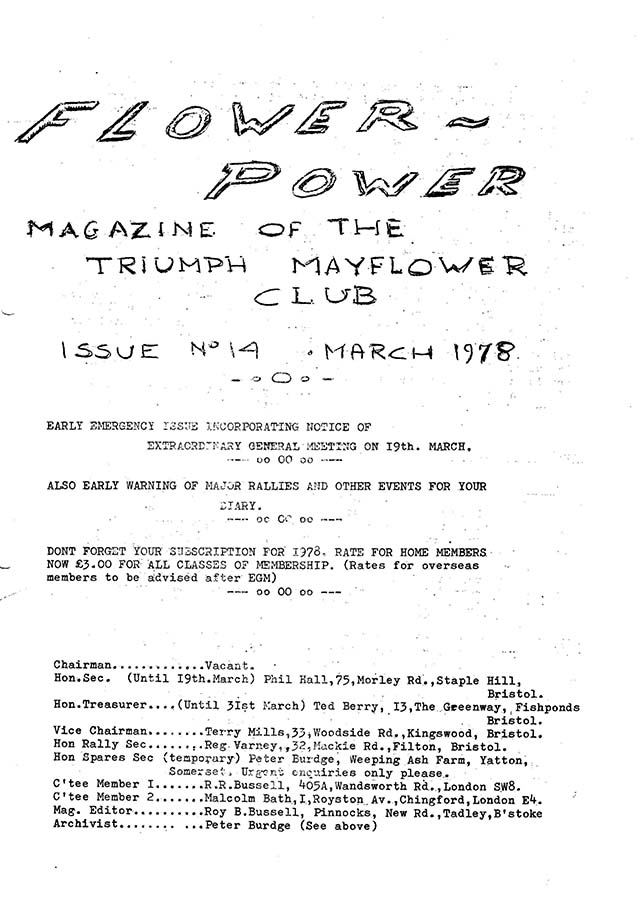 FLOWER~
POWER
MAGAZINE OF THE
TRIUMPH MAYFLOWER
CLUB
ISSUE Nº 14 . MARCH 1978.
- o O o -
EARLY EMERGENCY ISSUE INCORPORATING NOTICE OF
EXTRAORDINARY GENERAL MEETING ON I9th. MARCH.
--- oo OO oo ---
ALSO EARLY WARNING OF MAJOR RALLIES AND OTHER EVENTS FOR YOUR
DIARY.
--- oo OO oo ---
DONT FORGET YOUR SUBSCRIPTION FOR I978. RATE FOR HOME MEMBERS
NOW £3.00 FOR ALL CLASSES OF MEMBERSHIP. (Rates for overseas
members to be advised after EGM)
--- oo OO oo ---
Chairman.............Vacant.
Hon.Sec. (Until I9th.March) Phil Hall,75,Morley Rd.,Staple Hill,
Bristol.
Hon.Treasurer....(Until 3Ist March) Ted Berry, I3,The Greenway, Fishponds
Bristol.
Vice Chairman.......Terry Mills,33,Woodside Rd.,Kingswood, Bristol.
Hon Rally Sec.......Reg Varney,,32,Mackie Rd.,Filton, Bristol.
Hon Spares Sec (temporary) Peter Burdge, Weeping Ash Farm, Yatton,
Somerset. Urgent enquiries only please.
C'tee Member I.......R.R.Bussell, 405A,Wandsworth Rd.,London SW8.
C'tee Member 2.......Malcolm Bath,I,Royston Av.,Chingford,London E4.
Mag. Editor..........Roy B.Bussell, Pinnocks, New Rd.,Tadley,B'stoke
Archivist........ ...Peter Burdge (See above)